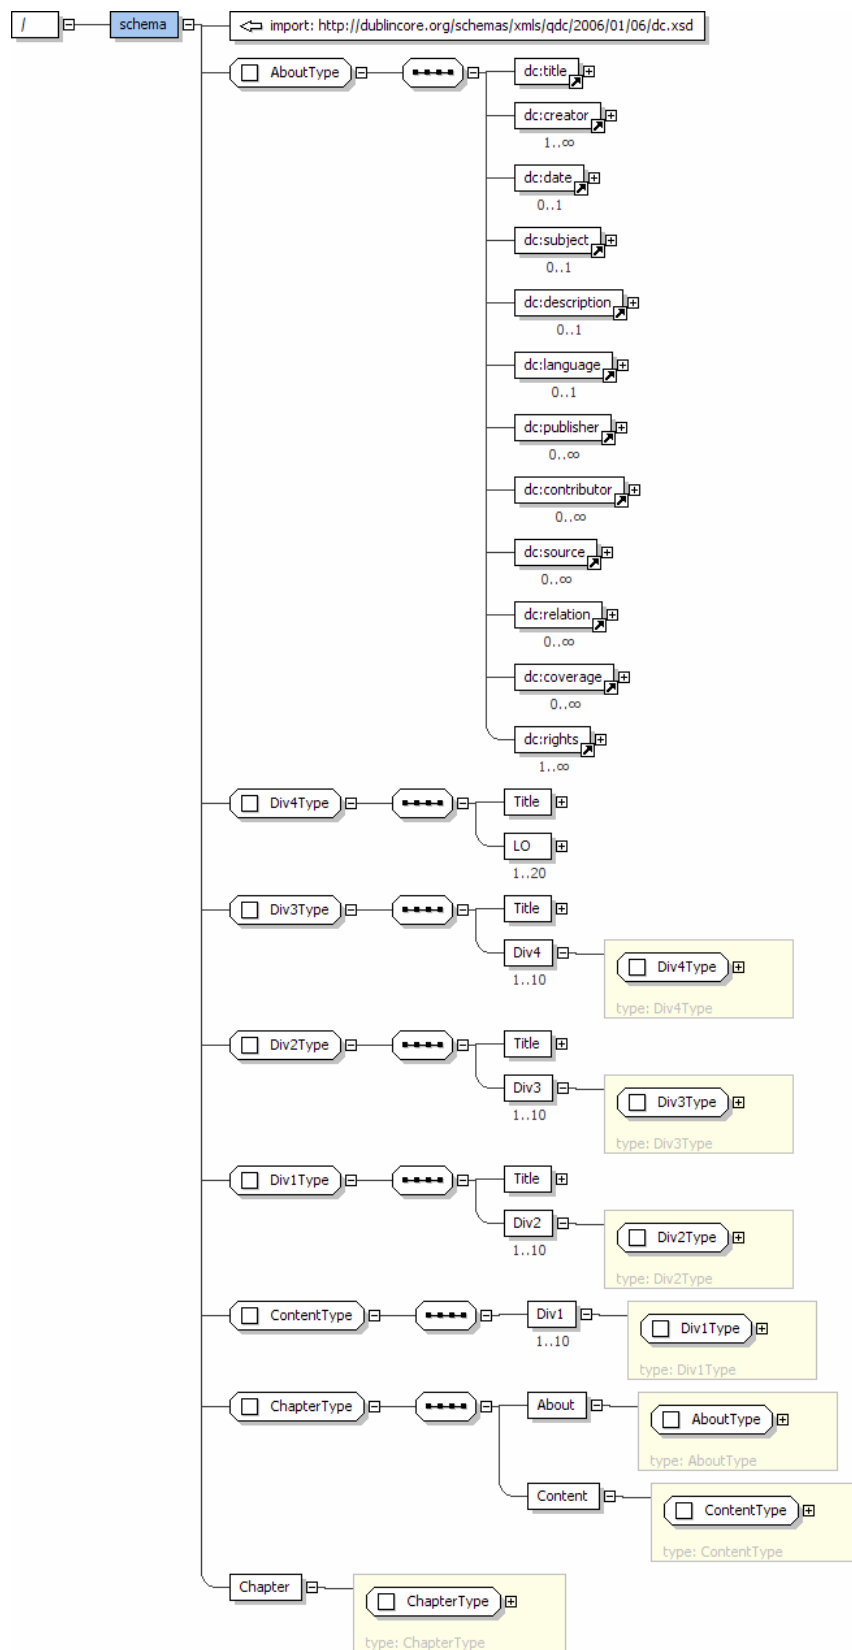 /
schema
import: http://dublincore.org/schemas/xmls/qdc/2006/01/06/dc.xsd
AboutType
dc:title
dc:creator
1..∞
dc:date
0..1
dc:subject
0..1
dc:description
0..1
dc:language
0..1
dc:publisher
0..∞
dc:contributor
0..∞
dc:source
0..∞
dc:relation
0..∞
dc:coverage
0..∞
dc:rights
1..∞
Div4Type
Title
LO
1..20
Div3Type
Title
Div4
1..10
Div4Type
type: Div4Type
Div2Type
Title
Div3
1..10
Div3Type
type: Div3Type
Div1Type
Title
Div2
1..10
Div2Type
type: Div2Type
ContentType
Div1
1..10
Div1Type
type: Div1Type
ChapterType
About
AboutType
type: AboutType
Content
ContentType
type: ContentType
Chapter
ChapterType
type: ChapterType